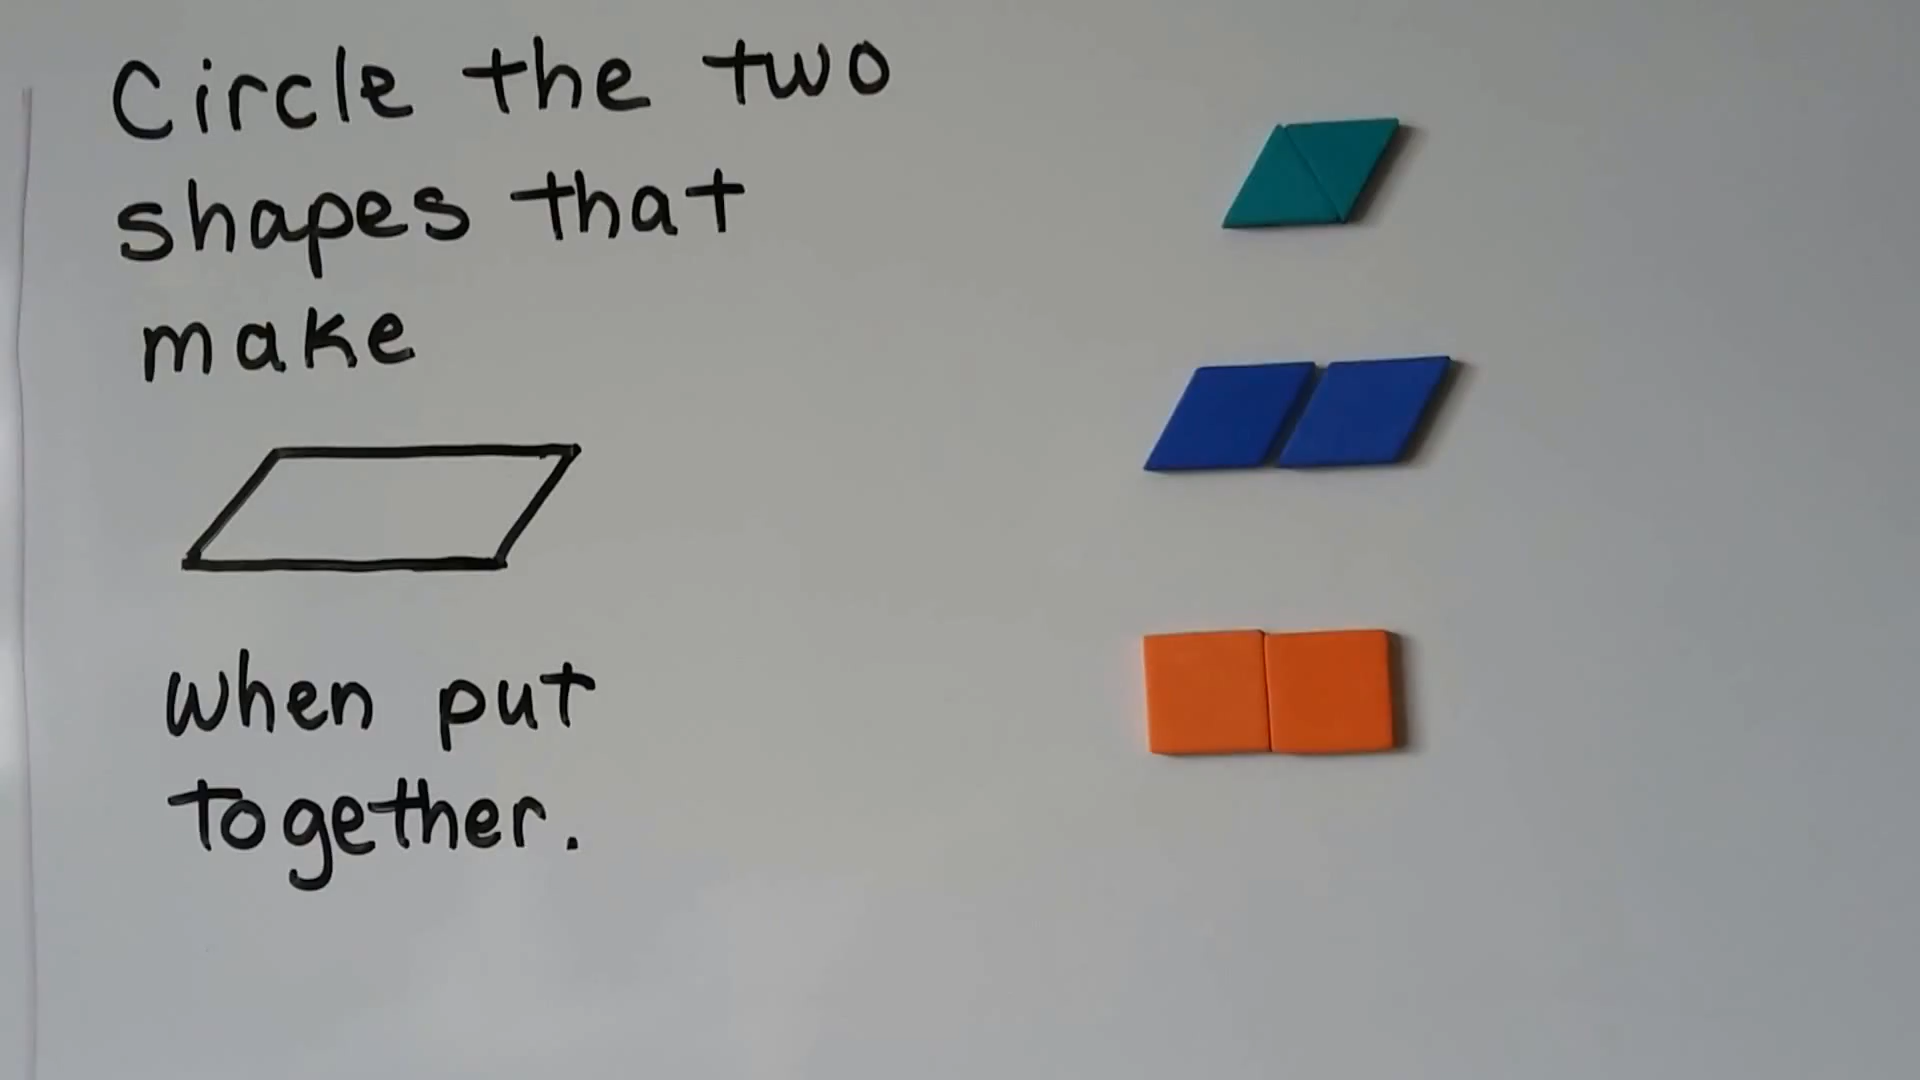 Circle the two
shapes that
make
when put
together.